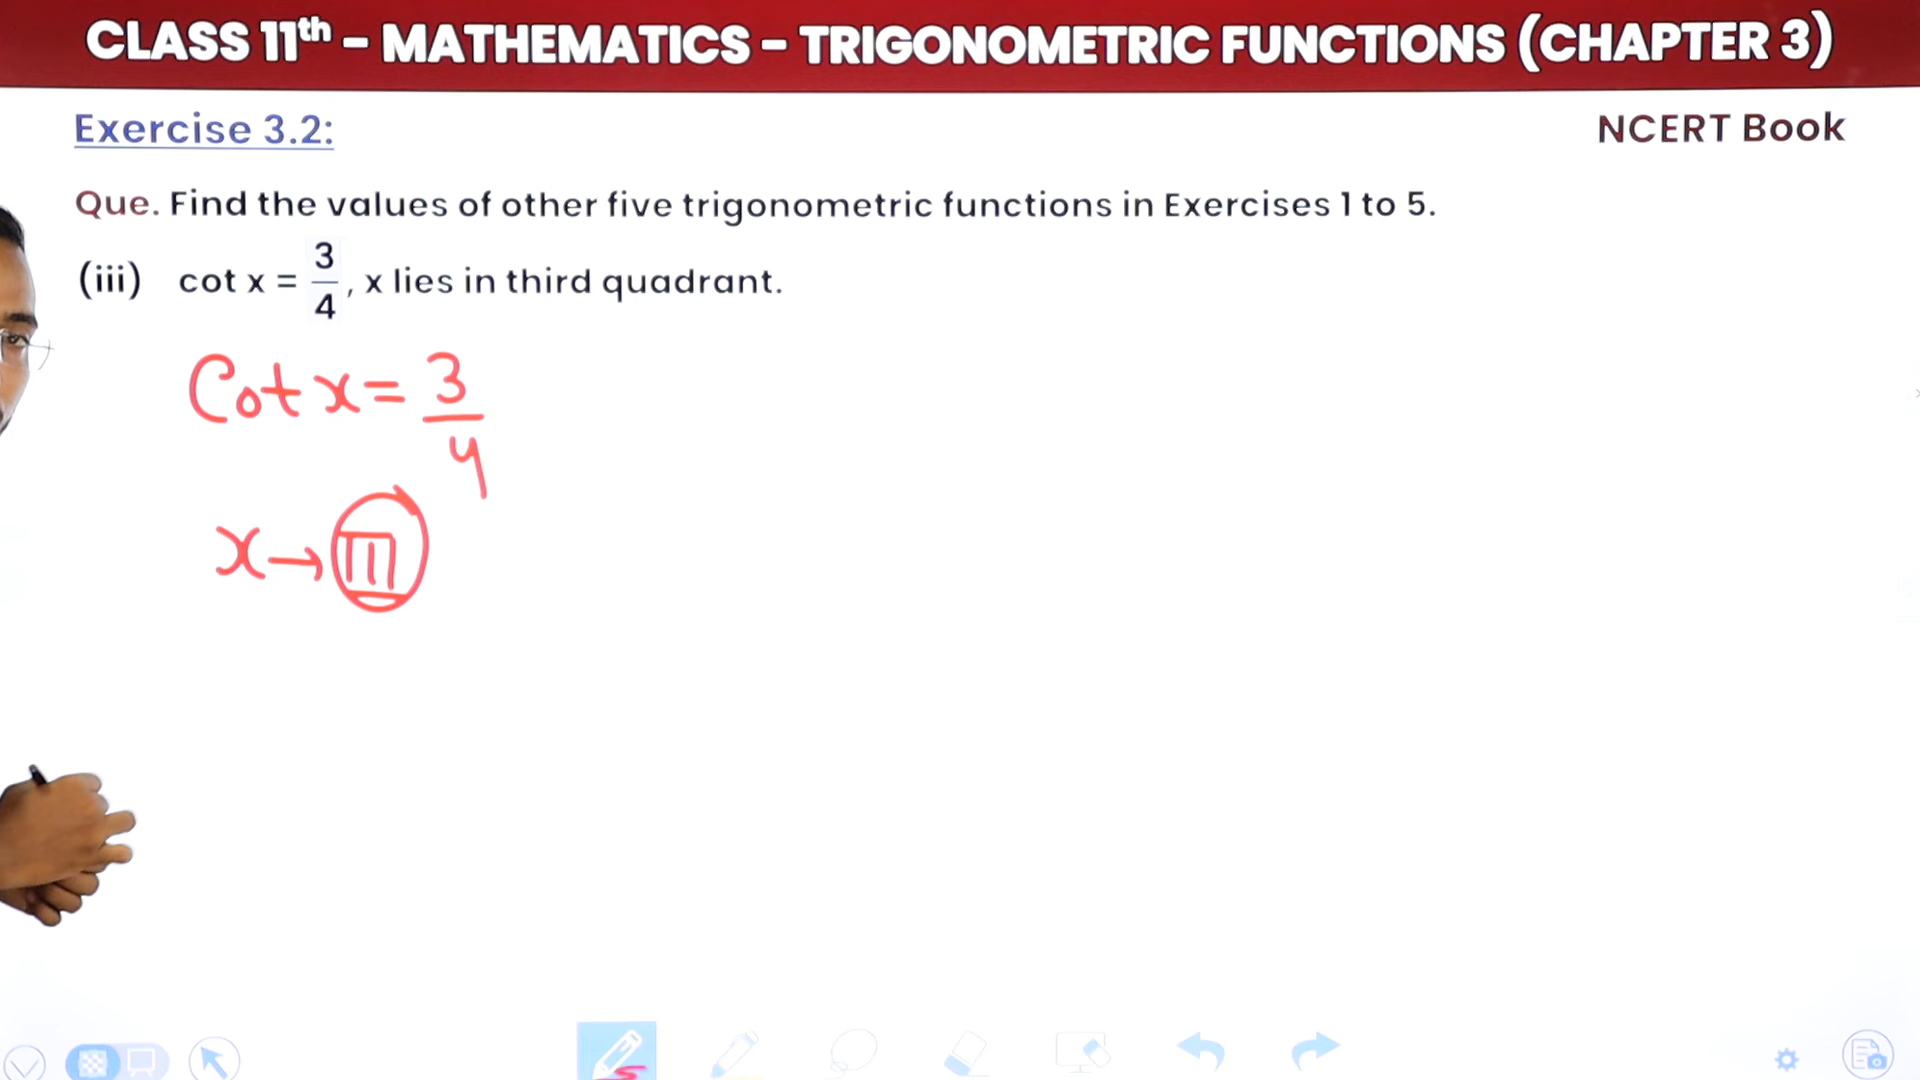 CLASS 11th - MATHEMATICS - TRIGONOMETRIC FUNCTIONS (CHAPTER 3)
Exercise 3.2:
NCERT Book
Que. Find the values of other five trigonometric functions in Exercises 1 to 5.
(iii) cot x = 3/4, x lies in third quadrant.
Cot x = 3/4
x → III